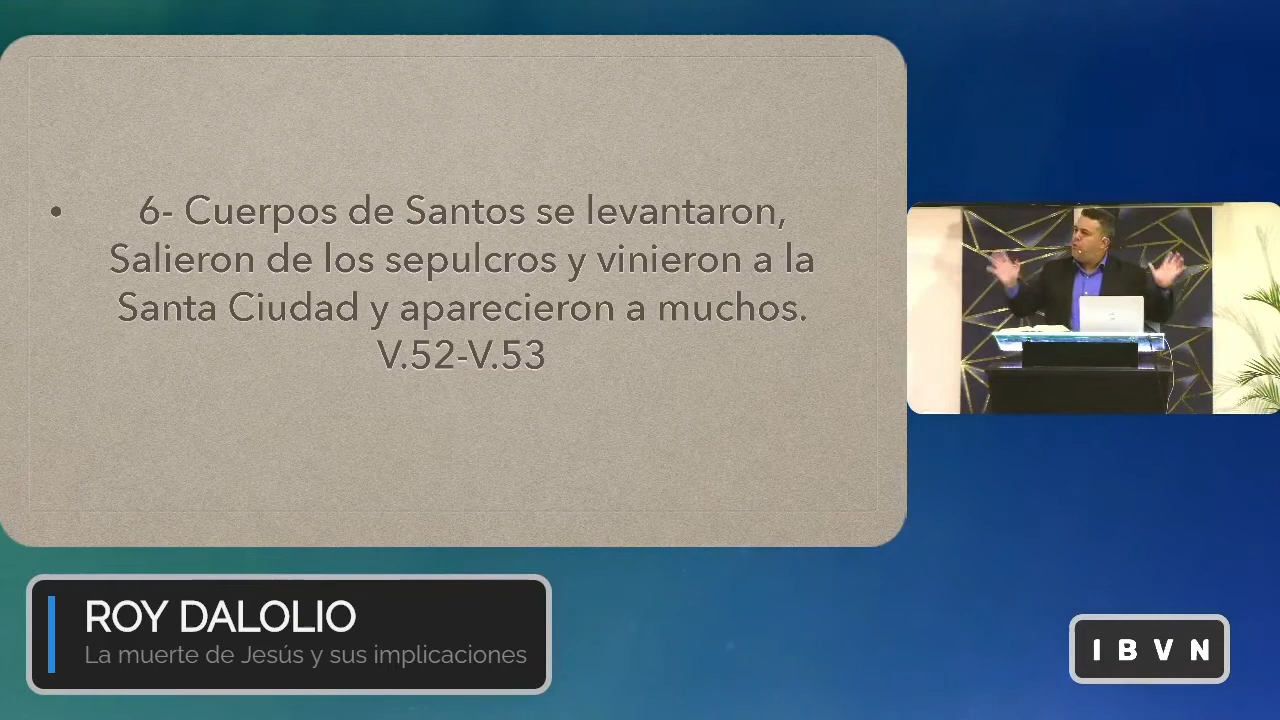 • 6- Cuerpos de Santos se levantaron,
Salieron de los sepulcros y vinieron a la
Santa Ciudad y aparecieron a muchos.
V.52-V.53
ROY DALOLIO
La muerte de Jesús y sus implicaciones
IBVN